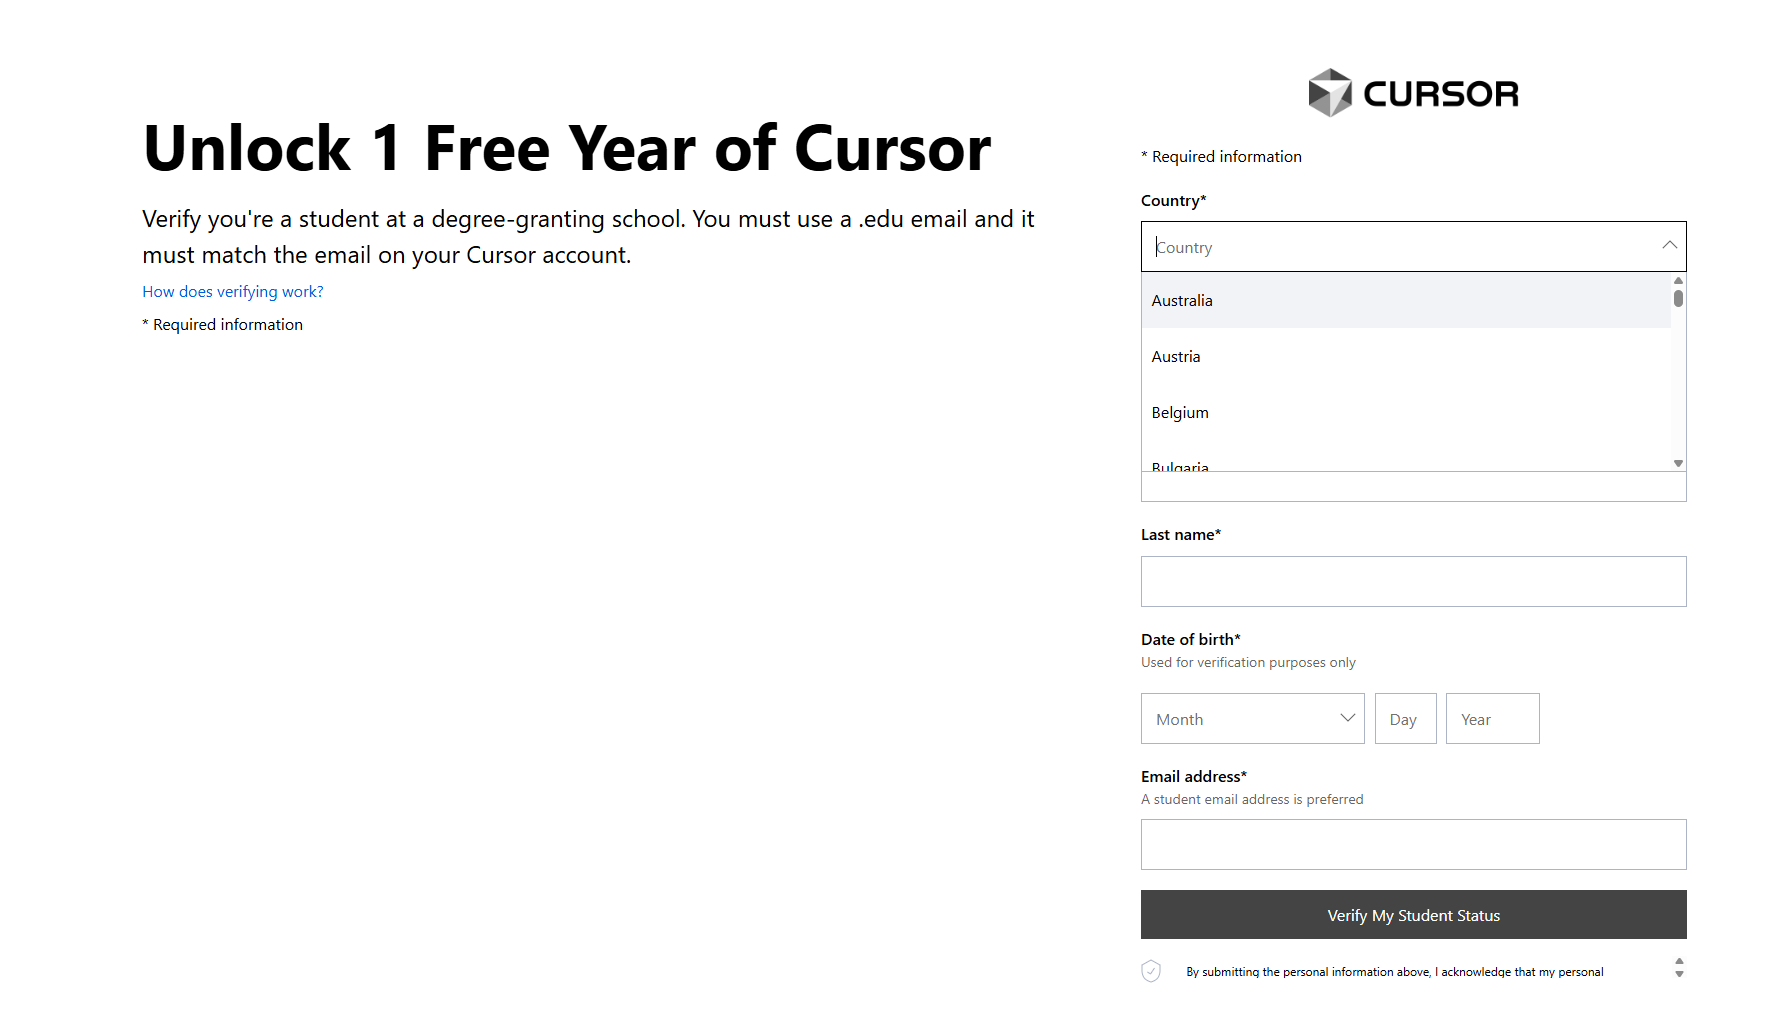 Unlock 1 Free Year of Cursor
Verify you're a student at a degree-granting school. You must use a .edu email and it
must match the email on your Cursor account.
How does verifying work?
* Required information
CURSOR
* Required information
Country*
Country
Australia
Austria
Belgium
Bulgaria
Last name*
Date of birth*
Used for verification purposes only
Month
Day
Year
Email address*
A student email address is preferred
Verify My Student Status
By submitting the personal information above, I acknowledge that my personal